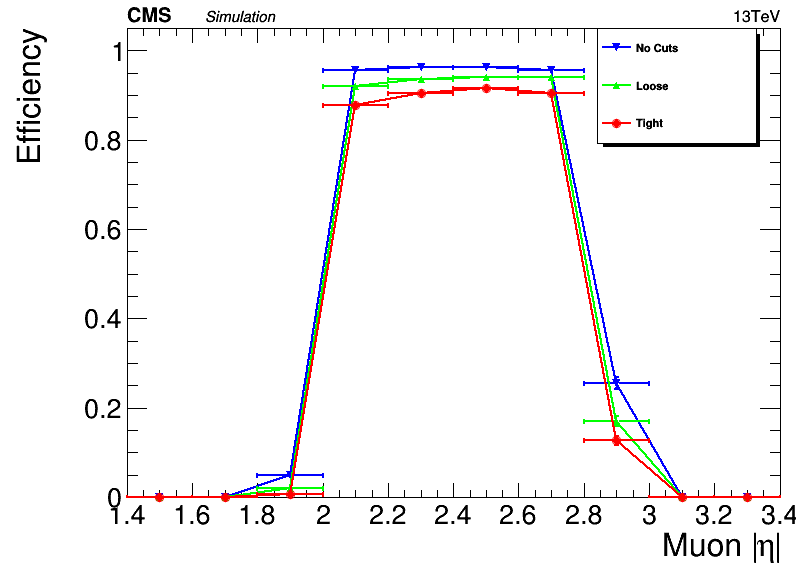 CMS Simulation 13TeV
Efficiency
1
0.8
0.6
0.4
0.2
0
No Cuts
Loose
Tight
1.4 1.6 1.8 2 2.2 2.4 2.6 2.8 3 3.2 3.4
Muon |η|